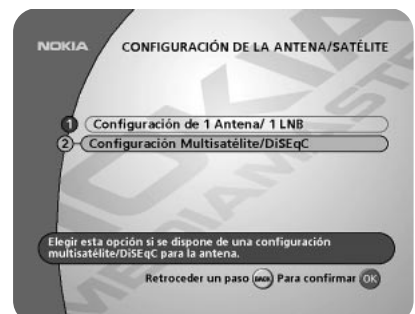 NOKIA
CONFIGURACIÓN DE LA ANTENA/SATÉLITE
1 Configuración de 1 Antena/ 1 LNB
2 Configuración Multisatélite/DiSEqC
Elegir esta opción si se dispone de una configuración
multisatélite/DiSEqC para la antena.
Retroceder un paso BACK Para confirmar OK
NOKIA
MEDIAMASTE